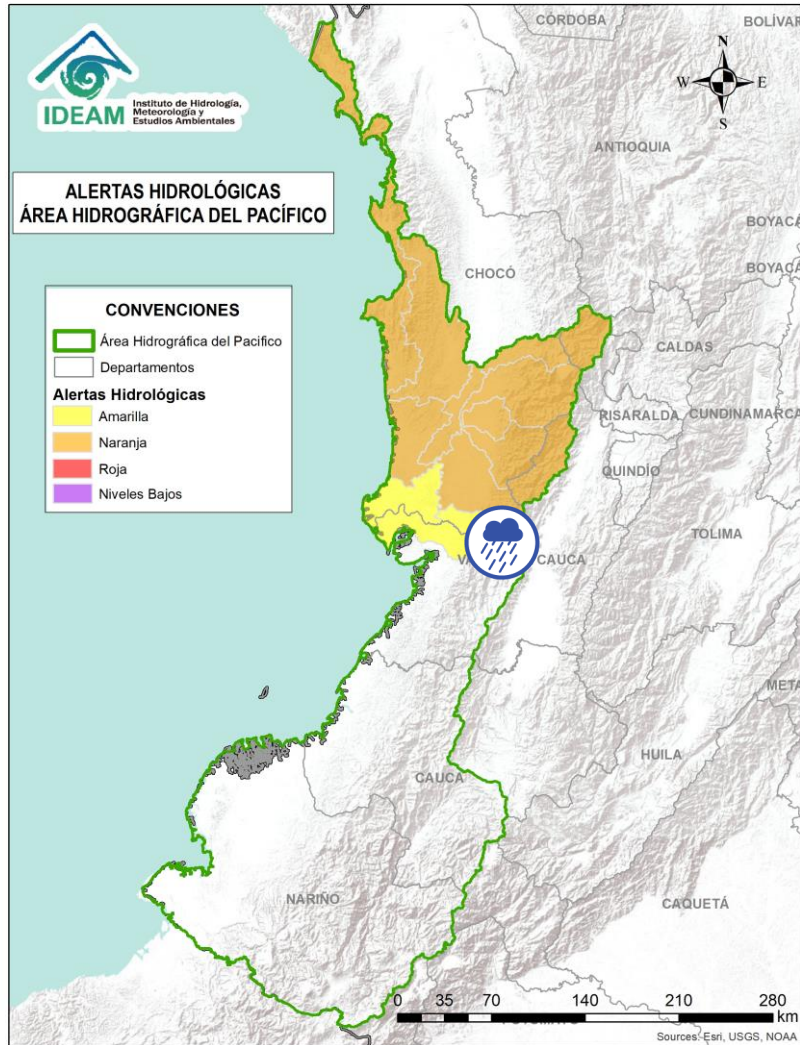 IDEAM
Instituto de Hidrología,
Meteorología y
Estudios Ambientales
CÓRDOBA
BOLÍVAR
N
W
E
S
ANTIOQUIA
ALERTAS HIDROLÓGICAS
ÁREA HIDROGRÁFICA DEL PACÍFICO
BOYACÁ
BOYACÁ
CHOCÓ
CONVENCIONES
Área Hidrográfica del Pacifico
Departamentos
Alertas Hidrológicas
Amarilla
Naranja
Roja
Niveles Bajos
CALDAS
RISARALDA
CUNDINAMARCA
QUINDÍO
TOLIMA
CAUCA
META
HUILA
CAUCA
NARIÑO
CAQUETÁ
0 35 70 140 210 280
km
Sources: Esri, USGS, NOAA